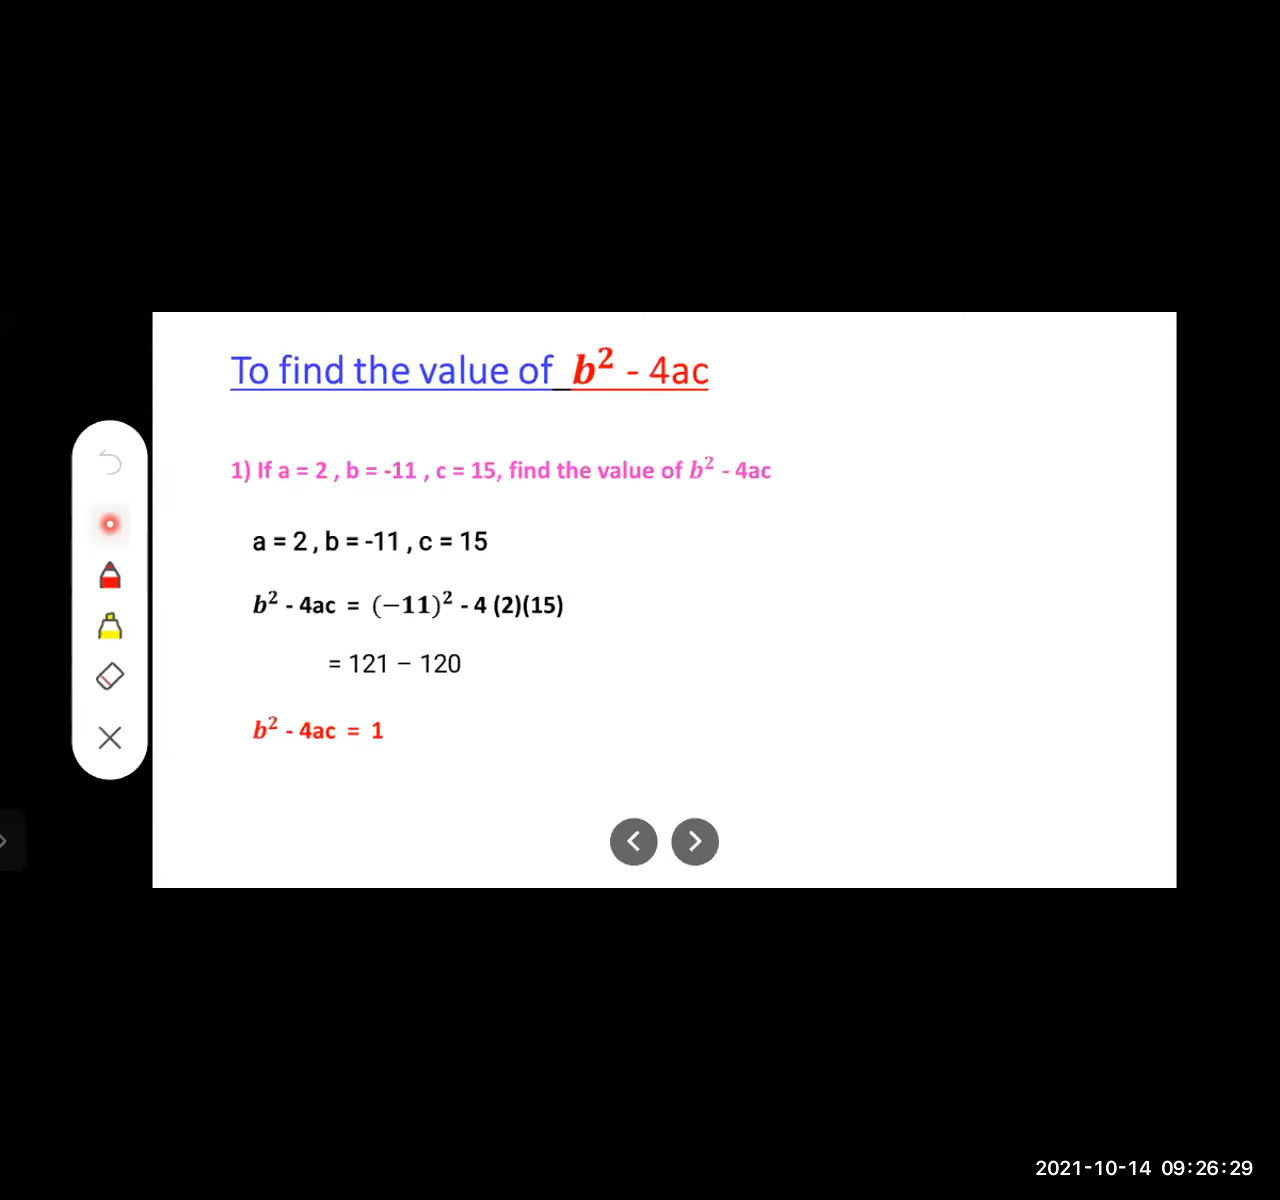 To find the value of b² - 4ac
1) If a = 2 , b = -11 , c = 15, find the value of b² - 4ac
a = 2 , b = -11 , c = 15
b² - 4ac = (−11)² - 4 (2)(15)
= 121 – 120
b² - 4ac = 1
2021-10-14 09:26:29